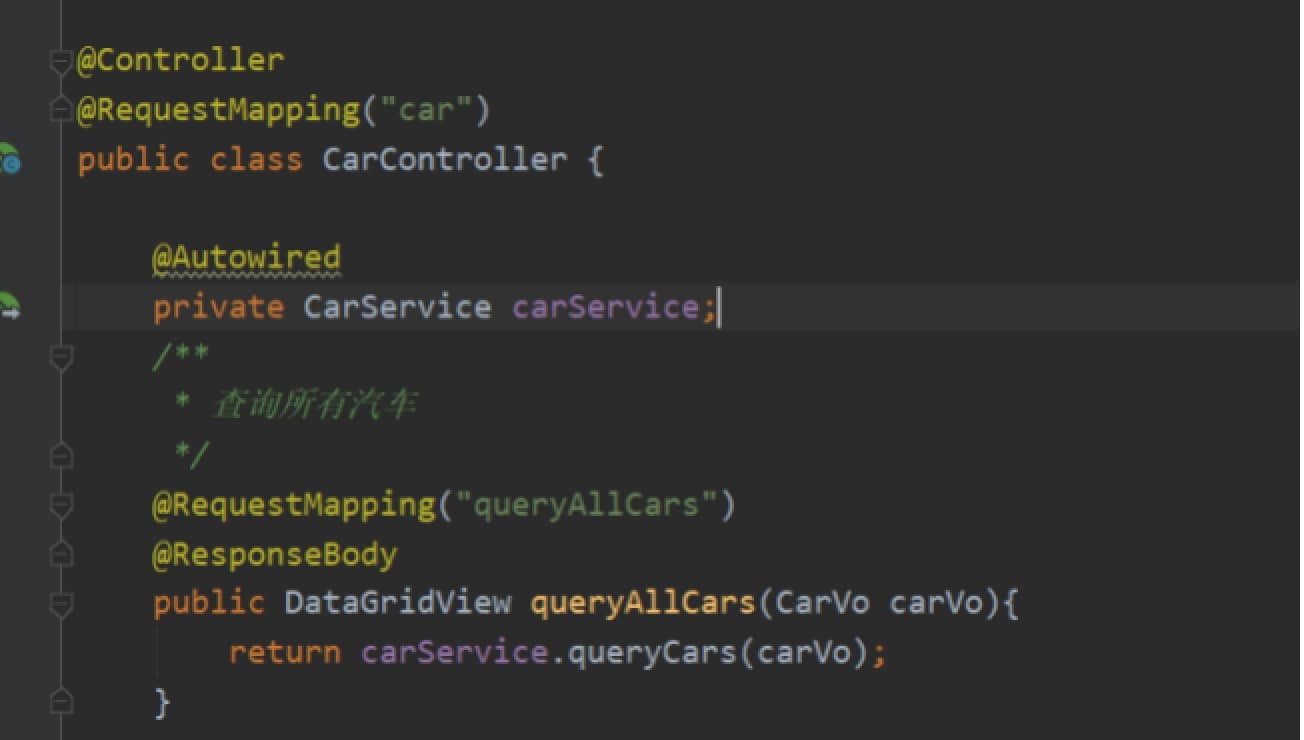 @Controller
@RequestMapping("car")
public class CarController {
@Autowired
private CarService carService;
/**
* 查询所有汽车
*/
@RequestMapping("queryAllCars")
@ResponseBody
public DataGridView queryAllCars(CarVo carVo){
return carService.queryCars(carVo);
}